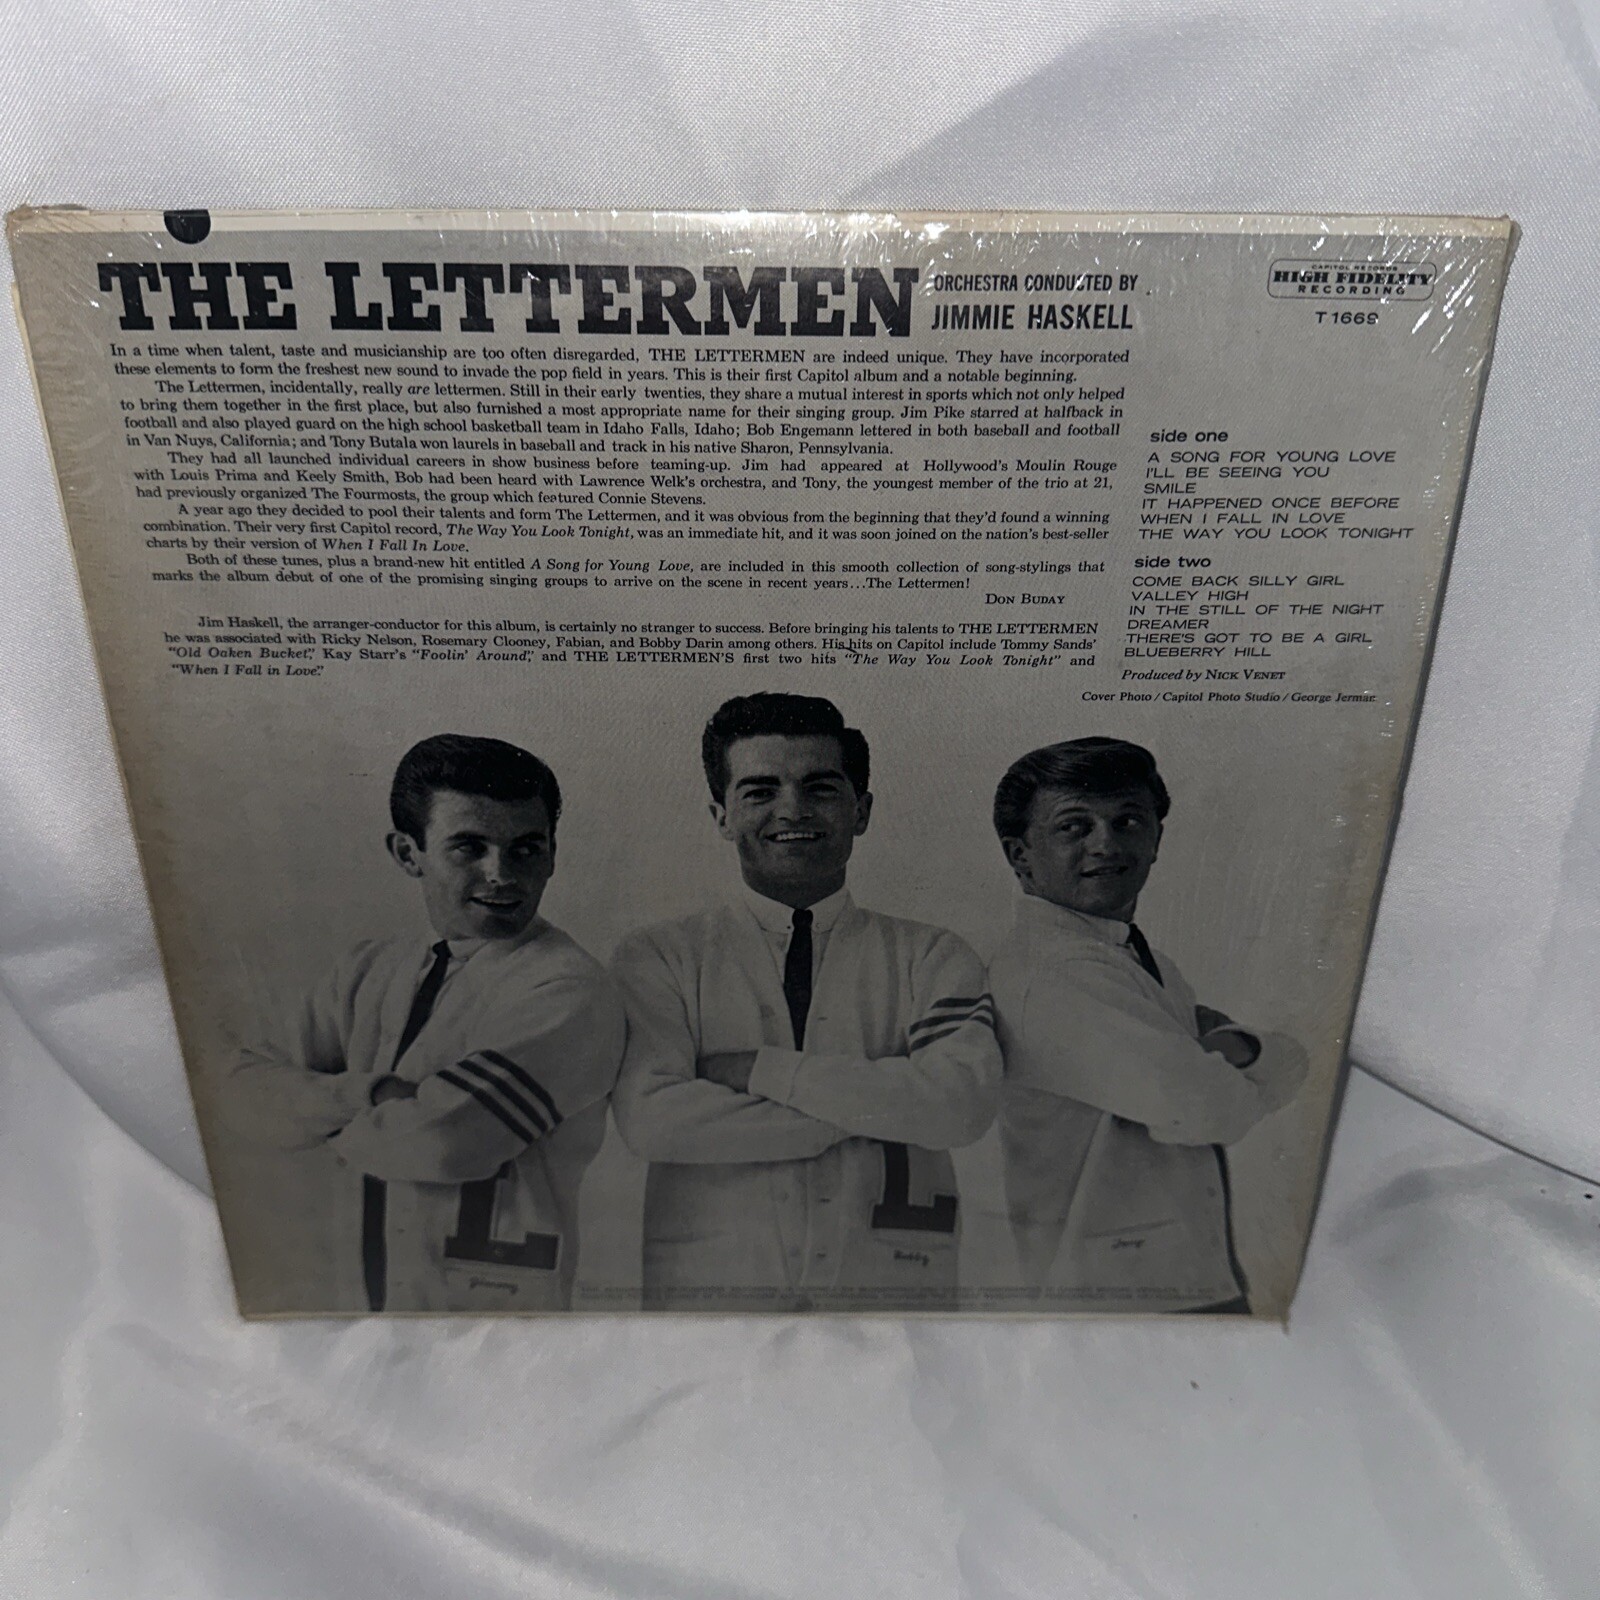 THE LETTERMEN
ORCHESTRA CONDUCTED BY
JIMMIE HASKELL
CAPITOL RECORDS
HIGH FIDELITY
RECORDING
T 1669
In a time when talent, taste and musicianship are too often disregarded, THE LETTERMEN are indeed unique. They have incorporated
these elements to form the freshest new sound to invade the pop field in years. This is their first Capitol album and a notable beginning.
The Lettermen, incidentally, really are lettermen. Still in their early twenties, they share a mutual interest in sports which not only helped
to bring them together in the first place, but also furnished a most appropriate name for their singing group. Jim Pike starred at halfback in
football and also played guard on the high school basketball team in Idaho Falls, Idaho; Bob Engemann lettered in both baseball and football
in Van Nuys, California; and Tony Butala won laurels in baseball and track in his native Sharon, Pennsylvania.
They had all launched individual careers in show business before teaming-up. Jim had appeared at Hollywood's Moulin Rouge
with Louis Prima and Keely Smith, Bob had been heard with Lawrence Welk's orchestra, and Tony, the youngest member of the trio at 21,
had previously organized The Fourmosts, the group which featured Connie Stevens.
A year ago they decided to pool their talents and form The Lettermen, and it was obvious from the beginning that they'd found a winning
combination. Their very first Capitol record, The Way You Look Tonight, was an immediate hit, and it was soon joined on the nation's best-seller
charts by their version of When I Fall In Love.
Both of these tunes, plus a brand-new hit entitled A Song for Young Love, are included in this smooth collection of song-stylings that
marks the album debut of one of the promising singing groups to arrive on the scene in recent years...The Lettermen!
DON BUDAY
Jim Haskell, the arranger-conductor for this album, is certainly no stranger to success. Before bringing his talents to THE LETTERMEN
he was associated with Ricky Nelson, Rosemary Clooney, Fabian, and Bobby Darin among others. His hits on Capitol include Tommy Sands'
"Old Oaken Bucket," Kay Starr's "Foolin' Around," and THE LETTERMEN'S first two hits "The Way You Look Tonight" and
"When I Fall in Love."
side one
A SONG FOR YOUNG LOVE
I'LL BE SEEING YOU
SMILE
IT HAPPENED ONCE BEFORE
WHEN I FALL IN LOVE
THE WAY YOU LOOK TONIGHT
side two
COME BACK SILLY GIRL
VALLEY HIGH
IN THE STILL OF THE NIGHT
DREAMER
THERE'S GOT TO BE A GIRL
BLUEBERRY HILL
Produced by NICK VENET
Cover Photo / Capitol Photo Studio / George Jerman
L
Jimmy
L
Bobby